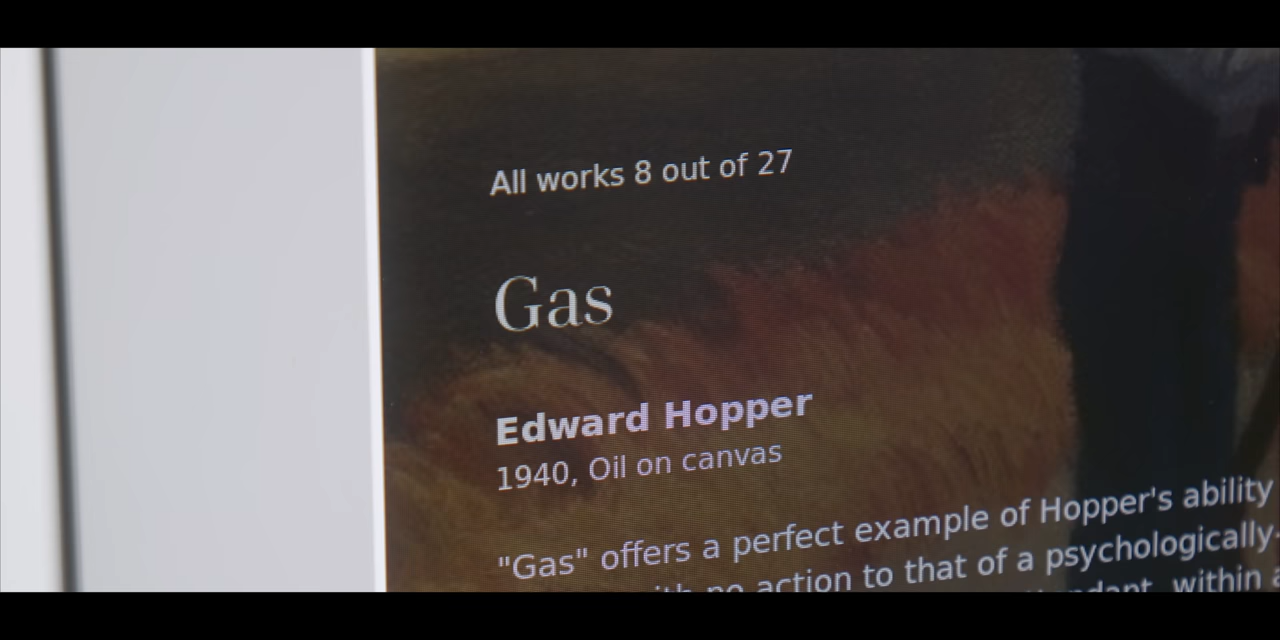 All works 8 out of 27
Gas
Edward Hopper
1940, Oil on canvas
"Gas" offers a perfect example of Hopper's ability
no action to that of a psychologically-
within